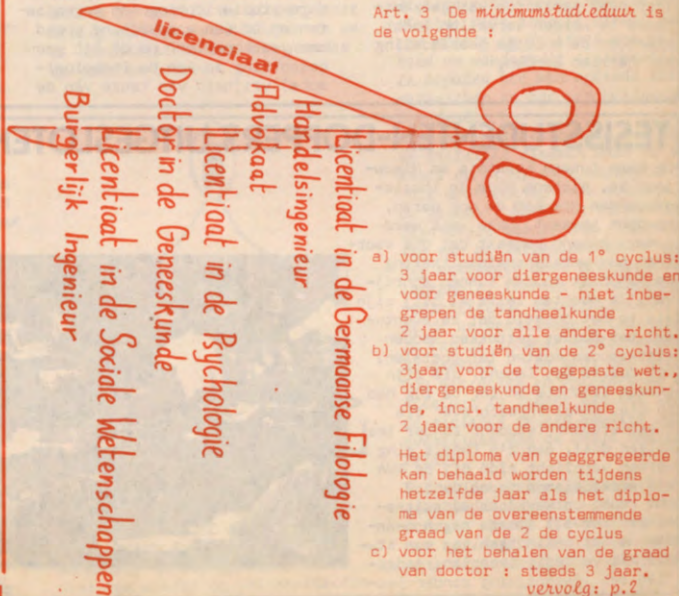 licenciaat
Licentiaat in de Germaanse Filologie
Handelsingenieur
Advokaat
Licentiaat in de Psychologie
Doctor in de Geneeskunde
Licentiaat in de Sociale Wetenschappen
Burgerlijk Ingenieur
Art. 3 De minimumstudieduur is
de volgende :
a) voor studiën van de 1° cyclus:
3 jaar voor diergeneeskunde en
voor geneeskunde - niet inbe-
grepen de tandheelkunde
2 jaar voor alle andere richt.
b) voor studiën van de 2° cyclus:
3jaar voor de toegepaste wet.,
diergeneeskunde en geneeskun-
de, incl. tandheelkunde
2 jaar voor de andere richt.
Het diploma van geaggregeerde
kan behaald worden tijdens
hetzelfde jaar als het diplo-
ma van de overeenstemmende
graad van de 2 de cyclus
c) voor het behalen van de graad
van doctor : steeds 3 jaar.
vervolg: p.2